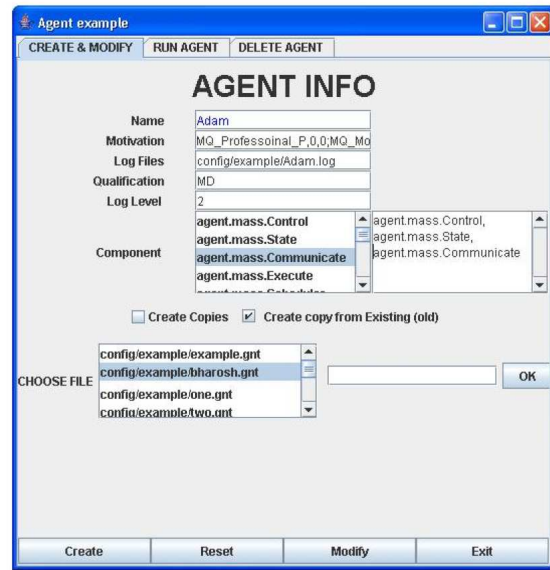 Agent example
CREATE & MODIFY RUN AGENT DELETE AGENT
AGENT INFO
Name Adam
Motivation MQ_Professoinal_P,0,0;MQ_Mo
Log Files config/example/Adam.log
Qualification MD
Log Level 2
Component
agent.mass.Control
agent.mass.State
agent.mass.Communicate
agent.mass.Execute
agent.mass.Control,
agent.mass.State,
agent.mass.Communicate
Create Copies Create copy from Existing (old)
CHOOSE FILE
config/example/example.gnt
config/example/bharosh.gnt
config/example/one.gnt
config/example/two.gnt
OK
Create Reset Modify Exit